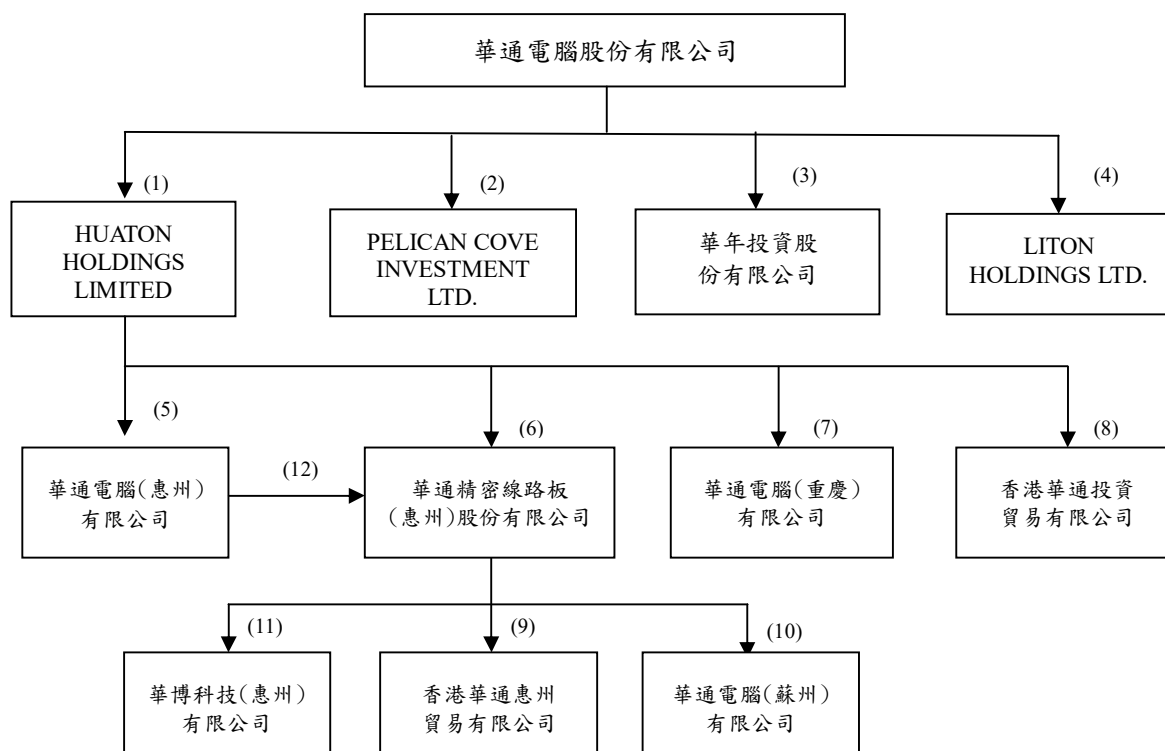 華通電腦股份有限公司
(1)
(2)
(3)
(4)
HUATON
HOLDINGS
LIMITED
PELICAN COVE
INVESTMENT
LTD.
華年投資股
份有限公司
LITON
HOLDINGS LTD.
(5)
(6)
(7)
(8)
華通電腦(惠州)
有限公司
(12)
華通精密線路板
(惠州)股份有限公司
華通電腦(重慶)
有限公司
香港華通投資
貿易有限公司
(11)
(9)
(10)
華博科技(惠州)
有限公司
香港華通惠州
貿易有限公司
華通電腦(蘇州)
有限公司